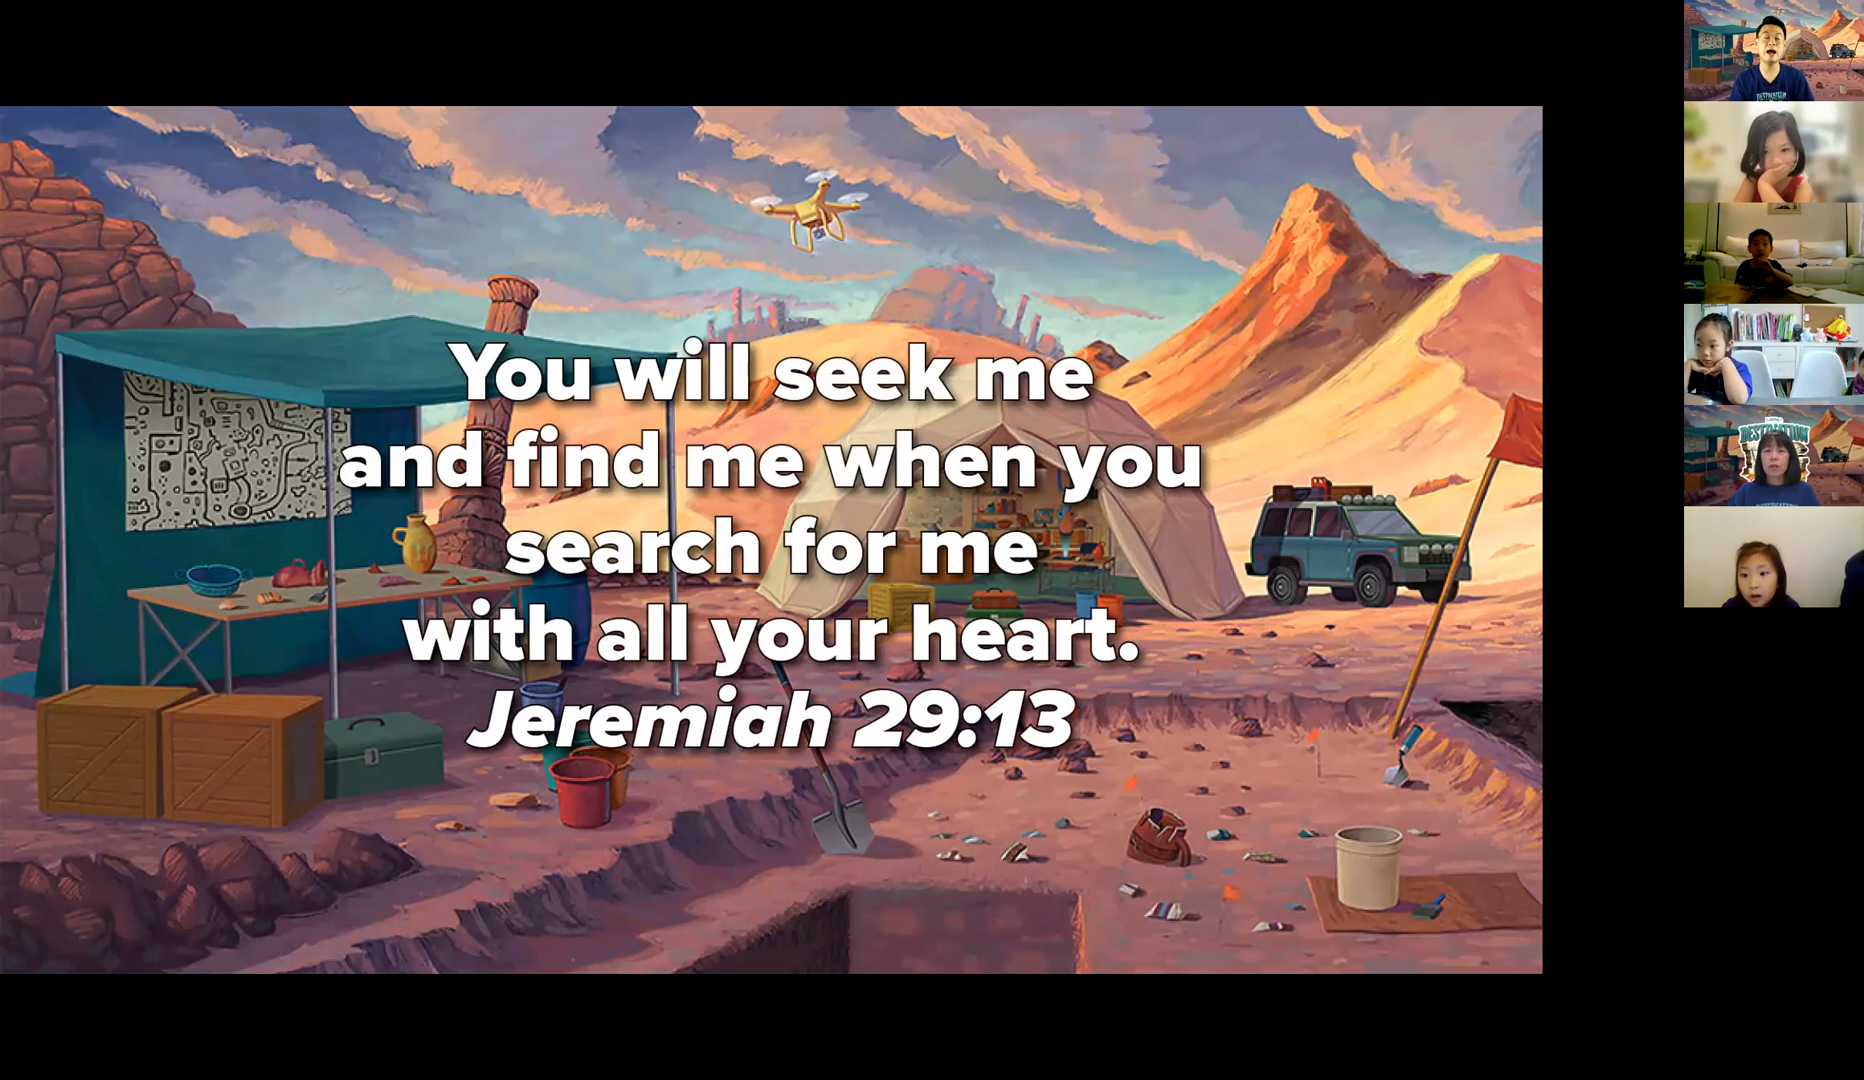 You will seek me
and find me when you
search for me
with all your heart.
Jeremiah 29:13
DESTINATION